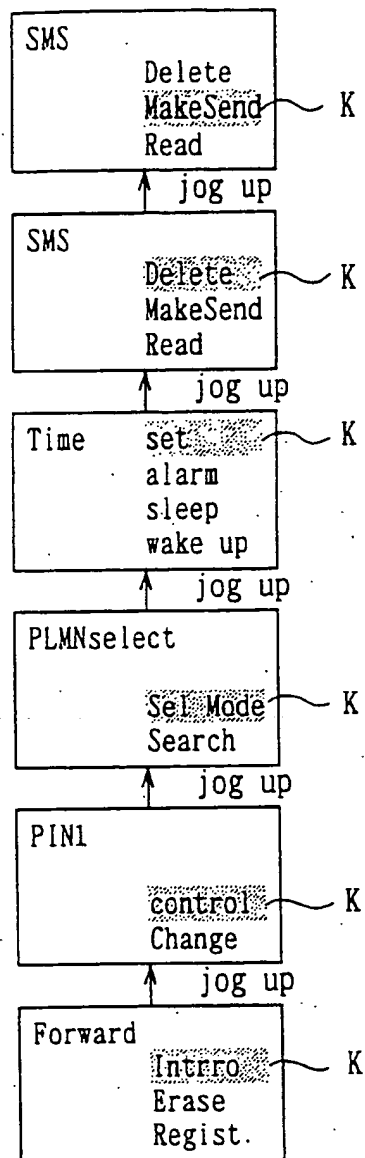 SMS
Delete
MakeSend K
Read
jog up
SMS
Delete K
MakeSend
Read
jog up
Time set K
alarm
sleep
wake up
jog up
PLMNselect
Sel Mode K
Search
jog up
PIN1
control K
Change
jog up
Forward
Intrro K
Erase
Regist.